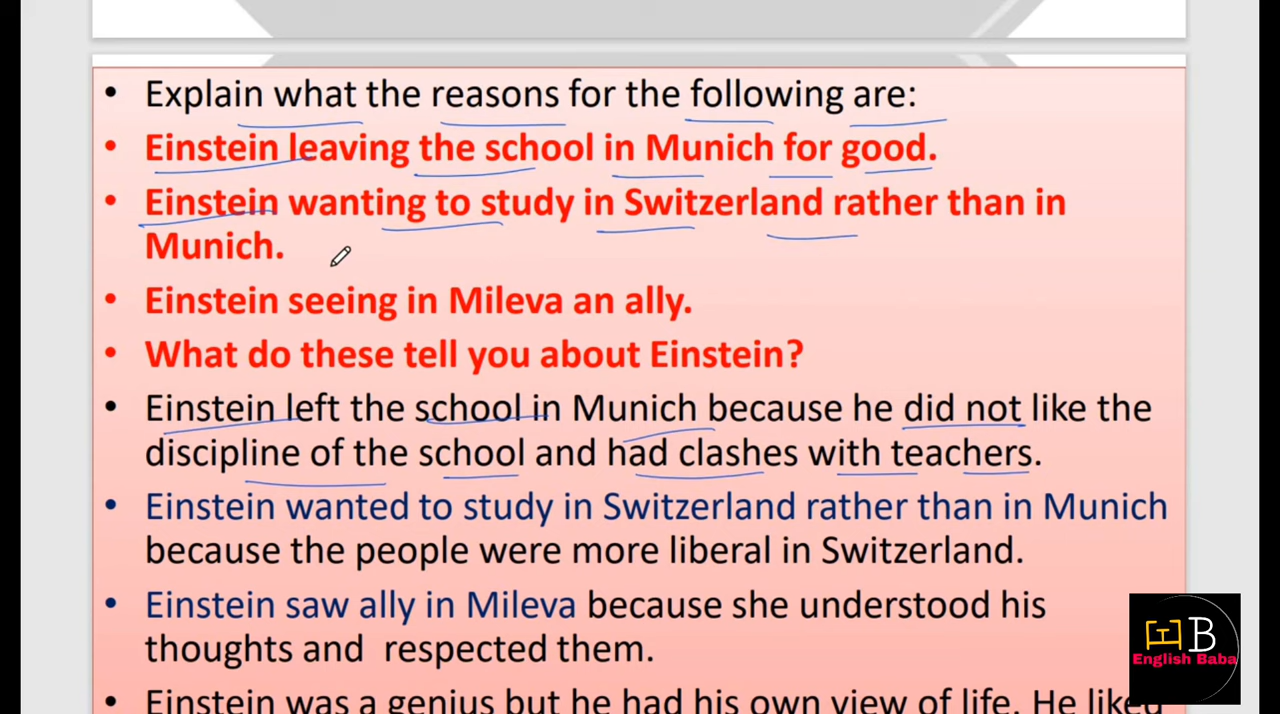 • Explain what the reasons for the following are:
• Einstein leaving the school in Munich for good.
• Einstein wanting to study in Switzerland rather than in
Munich.
• Einstein seeing in Mileva an ally.
• What do these tell you about Einstein?
• Einstein left the school in Munich because he did not like the
discipline of the school and had clashes with teachers.
• Einstein wanted to study in Switzerland rather than in Munich
because the people were more liberal in Switzerland.
• Einstein saw ally in Mileva because she understood his
thoughts and respected them.
Einstein was a genius but he had his own view of life. He liked
EB
English Baba